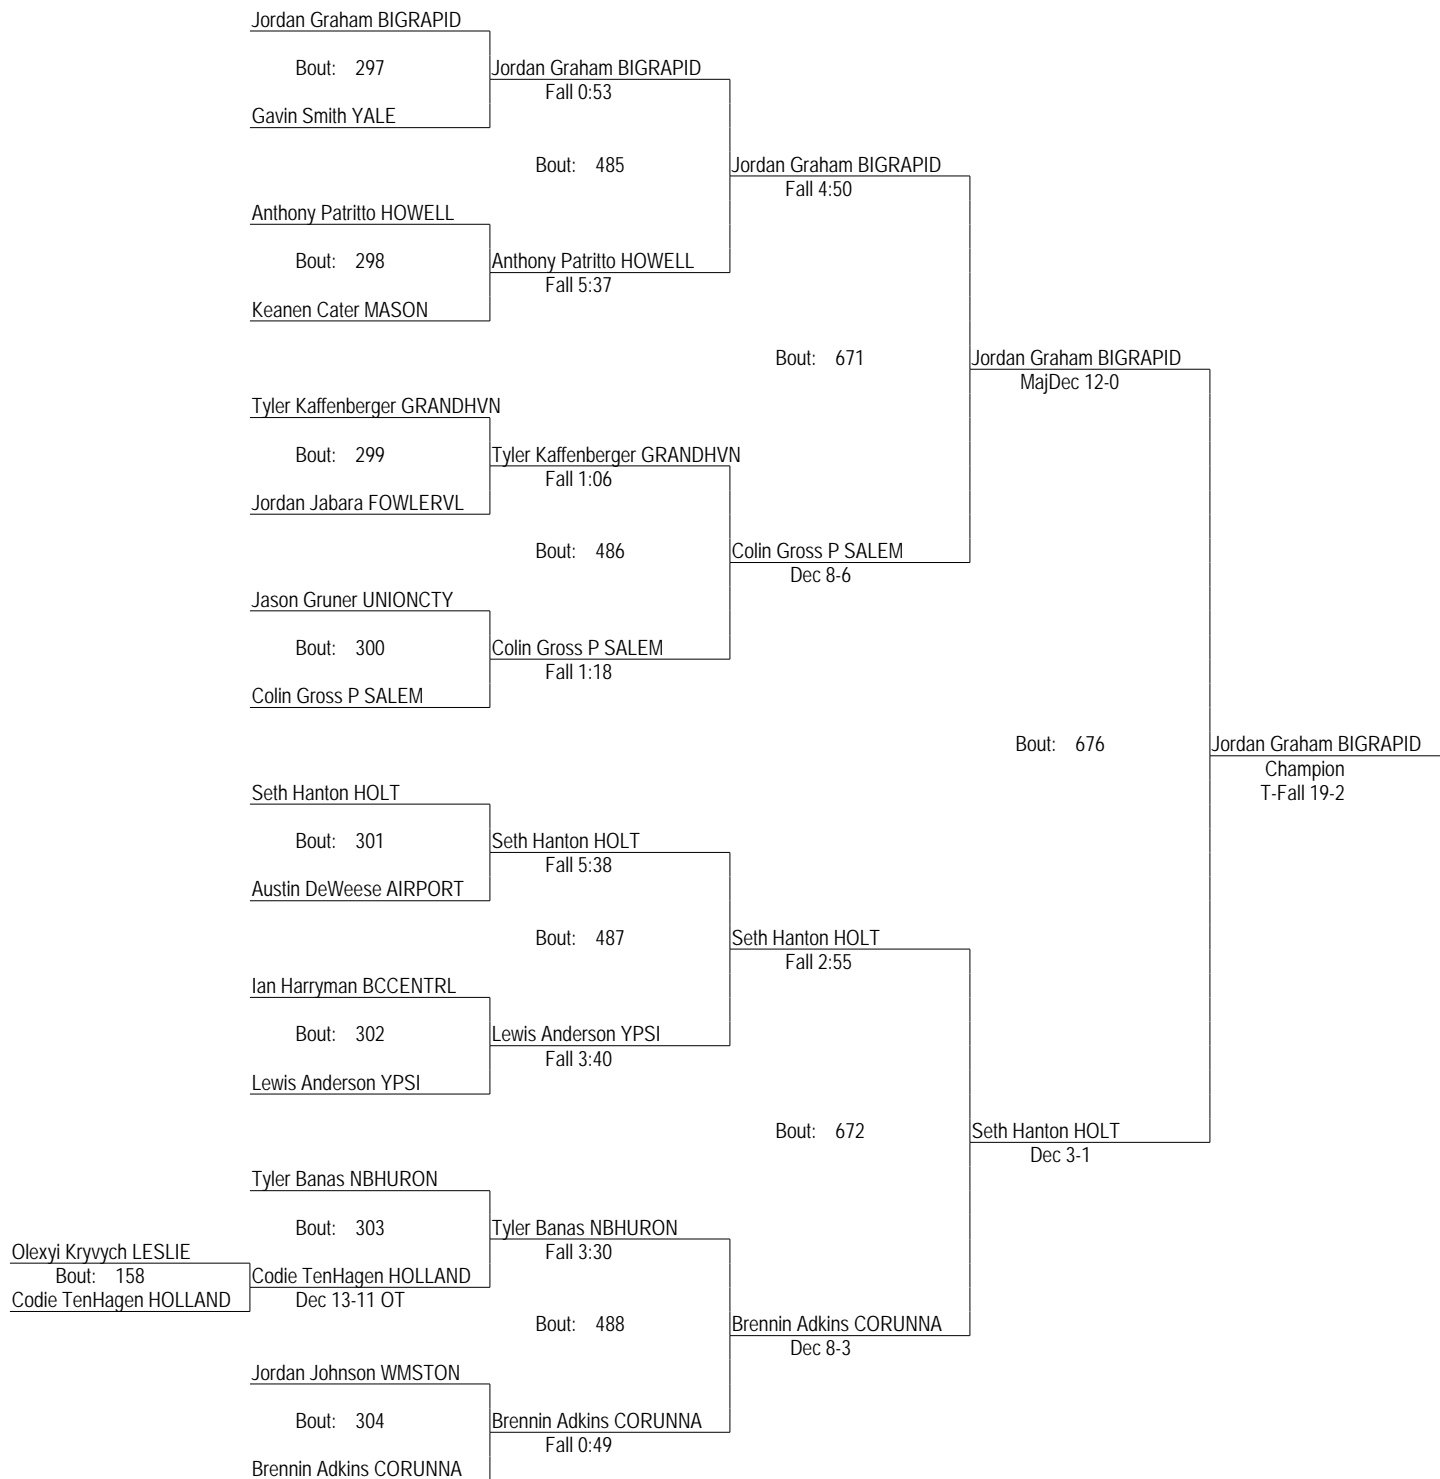 Jordan Graham BIGRAPID
Bout: 297
Jordan Graham BIGRAPID
Fall 0:53
Gavin Smith YALE
Bout: 485
Jordan Graham BIGRAPID
Fall 4:50
Anthony Patritto HOWELL
Bout: 298
Anthony Patritto HOWELL
Fall 5:37
Keanen Cater MASON
Bout: 671
Jordan Graham BIGRAPID
MajDec 12-0
Tyler Kaffenberger GRANDHVN
Bout: 299
Tyler Kaffenberger GRANDHVN
Fall 1:06
Jordan Jabara FOWLERVL
Bout: 486
Colin Gross P SALEM
Dec 8-6
Jason Gruner UNIONCTY
Bout: 300
Colin Gross P SALEM
Fall 1:18
Colin Gross P SALEM
Bout: 676
Jordan Graham BIGRAPID
Champion
T-Fall 19-2
Seth Hanton HOLT
Bout: 301
Seth Hanton HOLT
Fall 5:38
Austin DeWeese AIRPORT
Bout: 487
Seth Hanton HOLT
Fall 2:55
Ian Harryman BCCENTRL
Bout: 302
Lewis Anderson YPSI
Fall 3:40
Lewis Anderson YPSI
Bout: 672
Seth Hanton HOLT
Dec 3-1
Tyler Banas NBHURON
Bout: 303
Tyler Banas NBHURON
Fall 3:30
Olexyi Kryvych LESLIE
Bout: 158
Codie TenHagen HOLLAND
Codie TenHagen HOLLAND
Dec 13-11 OT
Bout: 488
Brennin Adkins CORUNNA
Dec 8-3
Jordan Johnson WMSTON
Bout: 304
Brennin Adkins CORUNNA
Fall 0:49
Brennin Adkins CORUNNA